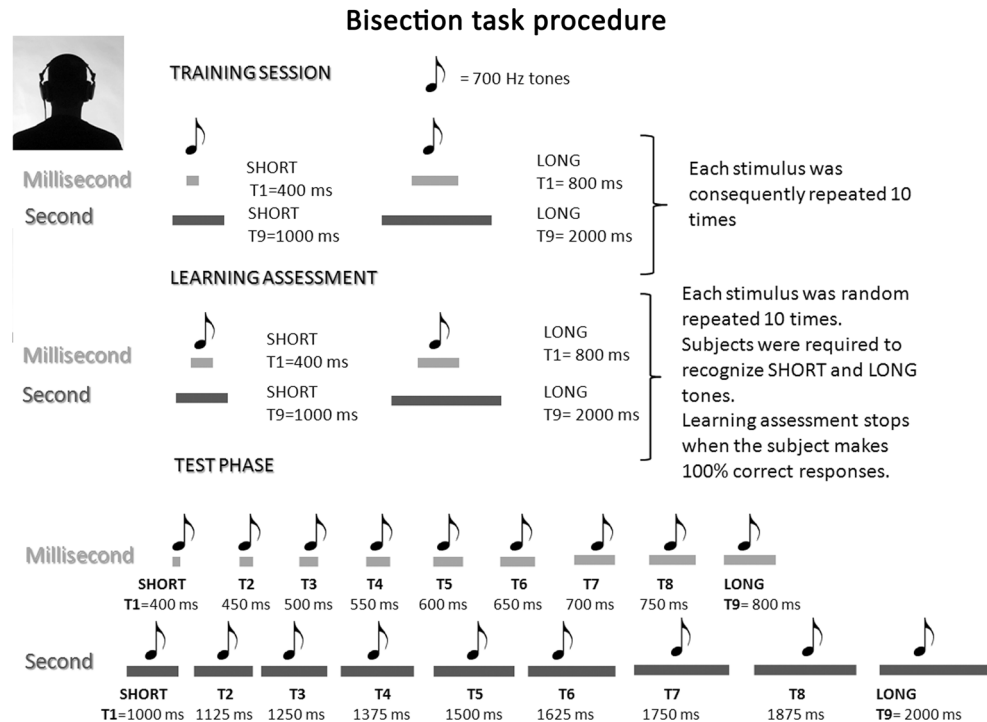 Bisection task procedure
TRAINING SESSION
= 700 Hz tones
Millisecond
SHORT
T1=400 ms
LONG
T1= 800 ms
Second
SHORT
T9=1000 ms
LONG
T9= 2000 ms
Each stimulus was
consequently repeated 10
times
LEARNING ASSESSMENT
Millisecond
SHORT
T1=400 ms
LONG
T1= 800 ms
Second
SHORT
T9=1000 ms
LONG
T9= 2000 ms
Each stimulus was random
repeated 10 times.
Subjects were required to
recognize SHORT and LONG
tones.
Learning assessment stops
when the subject makes
100% correct responses.
TEST PHASE
Millisecond
SHORT T2 T3 T4 T5 T6 T7 T8 LONG
T1=400 ms 450 ms 500 ms 550 ms 600 ms 650 ms 700 ms 750 ms T9= 800 ms
Second
SHORT T2 T3 T4 T5 T6 T7 T8 LONG
T1=1000 ms 1125 ms 1250 ms 1375 ms 1500 ms 1625 ms 1750 ms 1875 ms T9= 2000 ms